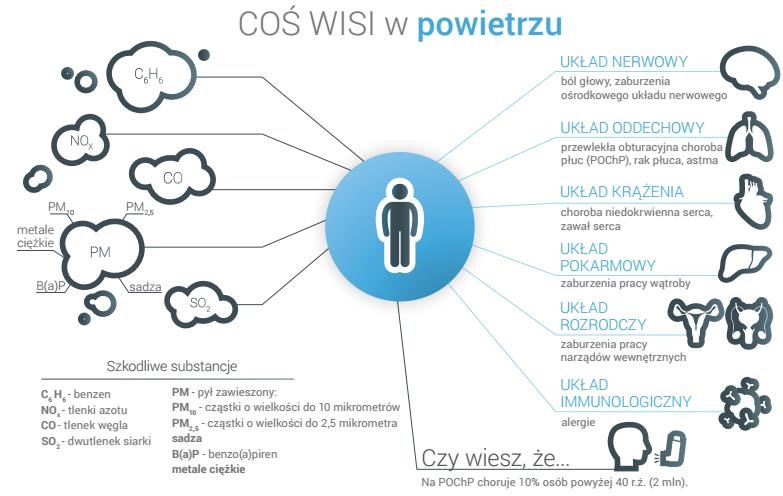 COŚ WISI w powietrzu
C6H6
NOx
CO
PM10
PM2,5
metale
ciężkie
PM
B(a)P
sadza
SO2
UKŁAD NERWOWY
ból głowy, zaburzenia
ośrodkowego układu nerwowego
UKŁAD ODDECHOWY
przewlekła obturacyjna choroba
płuc (POChP), rak płuca, astma
UKŁAD KRĄŻENIA
choroba niedokrwienna serca,
zawał serca
UKŁAD
POKARMOWY
zaburzenia pracy wątroby
UKŁAD
ROZRODCZY
zaburzenia pracy
narządów wewnętrznych
UKŁAD
IMMUNOLOGICZNY
alergie
Szkodliwe substancje
C6H6 - benzen
NOx - tlenki azotu
CO - tlenek węgla
SO2 - dwutlenek siarki
PM - pył zawieszony:
PM10 - cząstki o wielkości do 10 mikrometrów
PM2,5 - cząstki o wielkości do 2,5 mikrometra
sadza
B(a)P - benzo(a)piren
metale ciężkie
Czy wiesz, że...
Na POChP choruje 10% osób powyżej 40 r.ż. (2 mln).